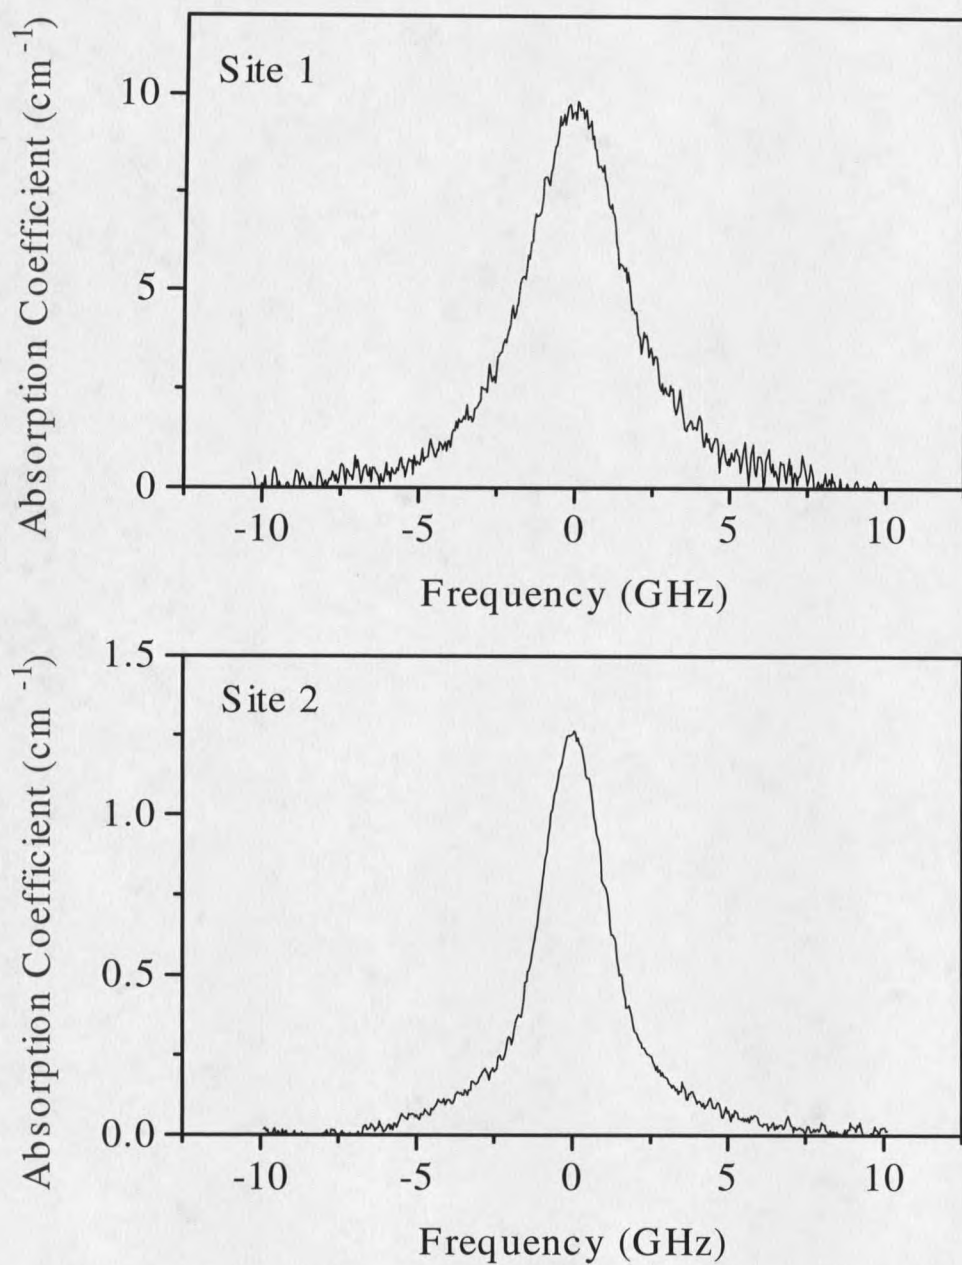 Site 1
Absorption Coefficient (cm⁻¹)
10
5
0
-10 -5 0 5 10
Frequency (GHz)
Site 2
Absorption Coefficient (cm⁻¹)
1.5
1.0
0.5
0.0
-10 -5 0 5 10
Frequency (GHz)